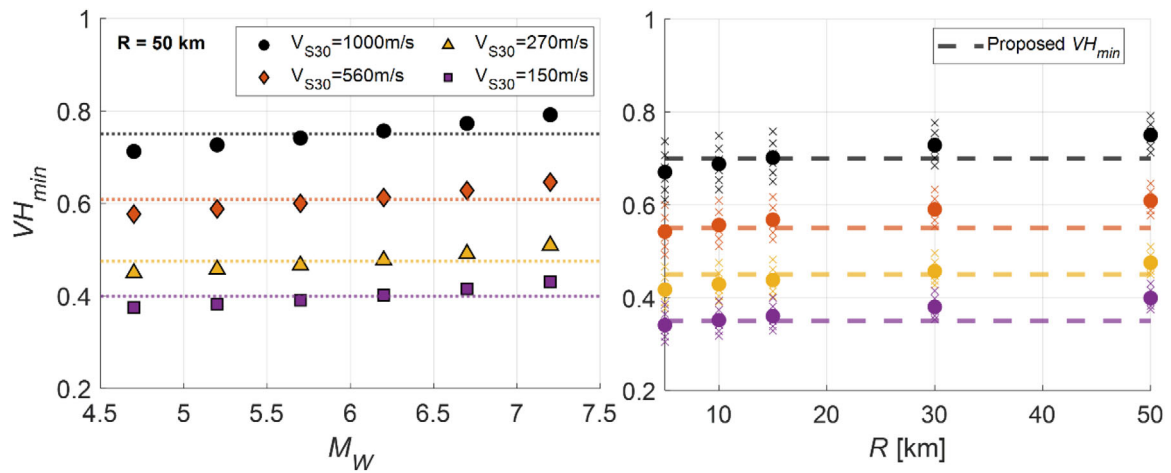 R = 50 km
V_S30=1000m/s
V_S30=270m/s
V_S30=560m/s
V_S30=150m/s
1
0.8
0.6
0.4
0.2
VH_min
4.5 5 5.5 6 6.5 7 7.5
M_W
Proposed VH_min
1
0.8
0.6
0.4
0.2
10 20 30 40 50
R [km]